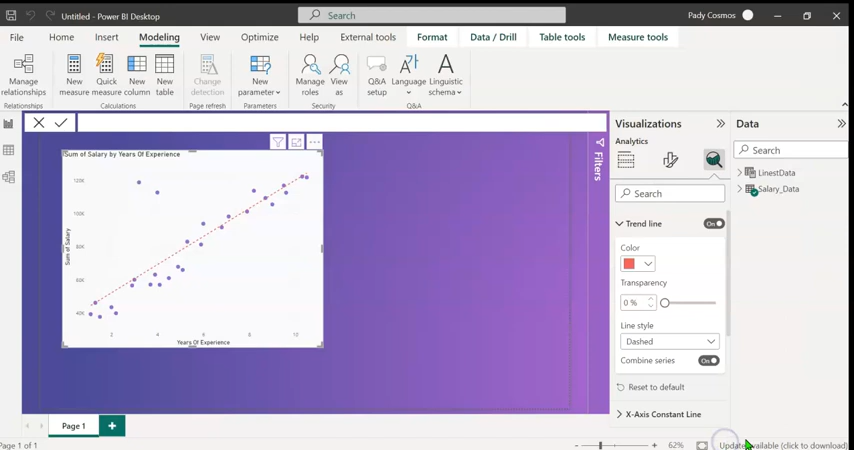 Untitled - Power BI Desktop
Search
Pady Cosmos
File
Home
Insert
Modeling
View
Optimize
Help
External tools
Format
Data / Drill
Table tools
Measure tools
Manage relationships
New measure
Quick measure
New column
New table
Change detection
New parameter
Manage roles
View as
Q&A setup
Language
Linguistic schema
Relationships
Calculations
Page refresh
Parameters
Security
Q&A
Visualizations
Data
Analytics
Search
Search
Filters
LinestData
Salary_Data
Trend line
On
Color
Transparency
0 %
Line style
Dashed
Combine series
On
Reset to default
X-Axis Constant Line
Sum of Salary by Years Of Experience
120K
100K
80K
60K
40K
Sum of Salary
2
4
6
8
10
Years Of Experience
Page 1
Page 1 of 1
62%
Update available (click to download)